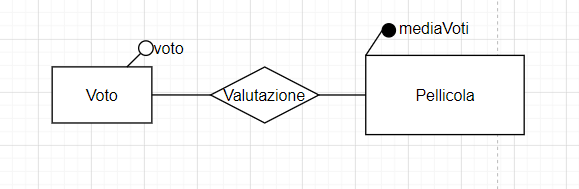 voto
mediaVoti
Voto
Valutazione
Pellicola